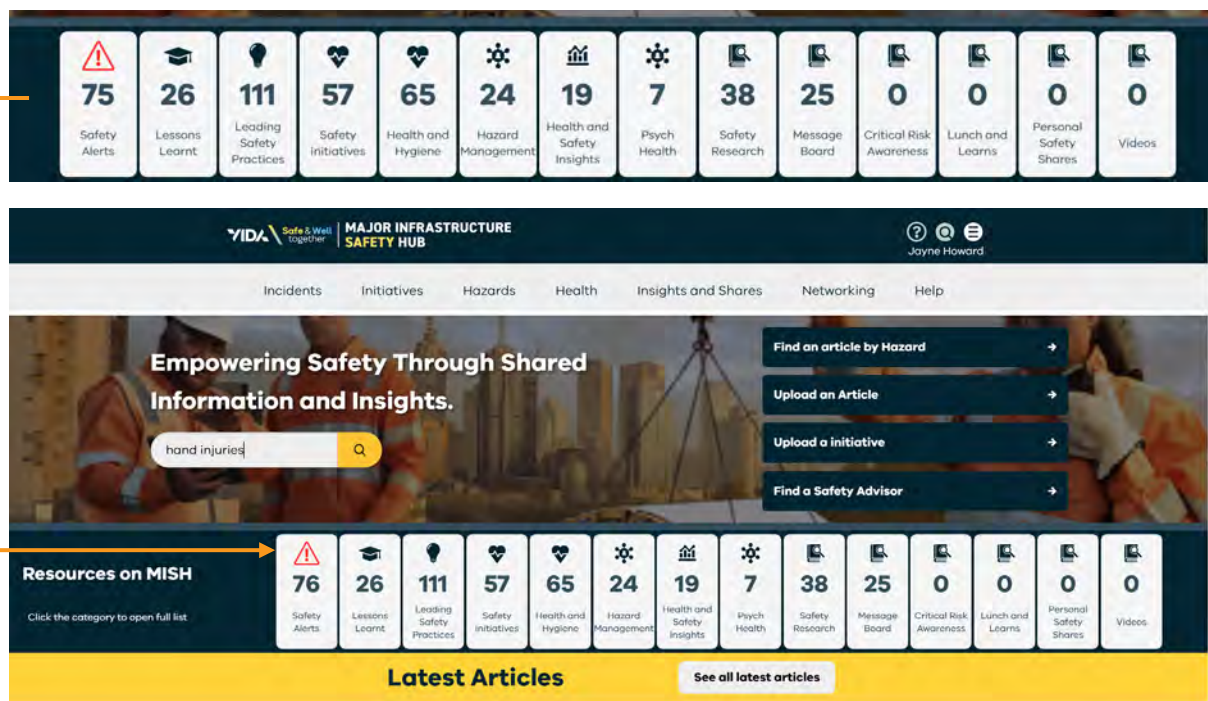 75 26 111 57 65 24 19 7 38 25 0 0 0 0
Safety Alerts
Lessons Learnt
Leading Safety Practices
Safety initiatives
Health and Hygiene
Hazard Management
Health and Safety Insights
Psych Health
Safety Research
Message Board
Critical Risk Awareness
Lunch and Learns
Personal Safety Shares
Videos
VIDA Safe & Well together MAJOR INFRASTRUCTURE SAFETY HUB
Jayne Howard
Incidents Initiatives Hazards Health Insights and Shares Networking Help
Empowering Safety Through Shared
Information and Insights.
hand injuries
Find an article by Hazard
Upload an Article
Upload a initiative
Find a Safety Advisor
Resources on MISH
Click the category to open full list
76 26 111 57 65 24 19 7 38 25 0 0 0 0
Safety Alerts
Lessons Learnt
Leading Safety Practices
Safety initiatives
Health and Hygiene
Hazard Management
Health and Safety Insights
Psych Health
Safety Research
Message Board
Critical Risk Awareness
Lunch and Learns
Personal Safety Shares
Videos
Latest Articles See all latest articles